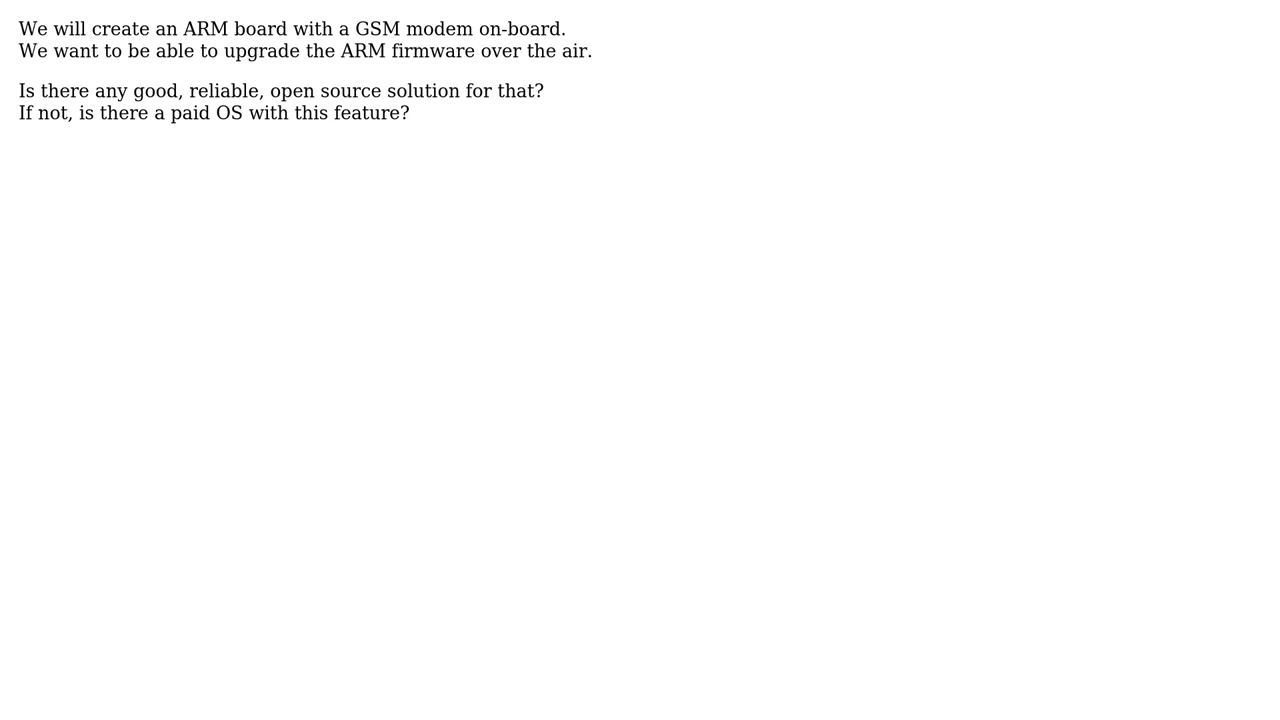 We will create an ARM board with a GSM modem on-board.
We want to be able to upgrade the ARM firmware over the air.
Is there any good, reliable, open source solution for that?
If not, is there a paid OS with this feature?